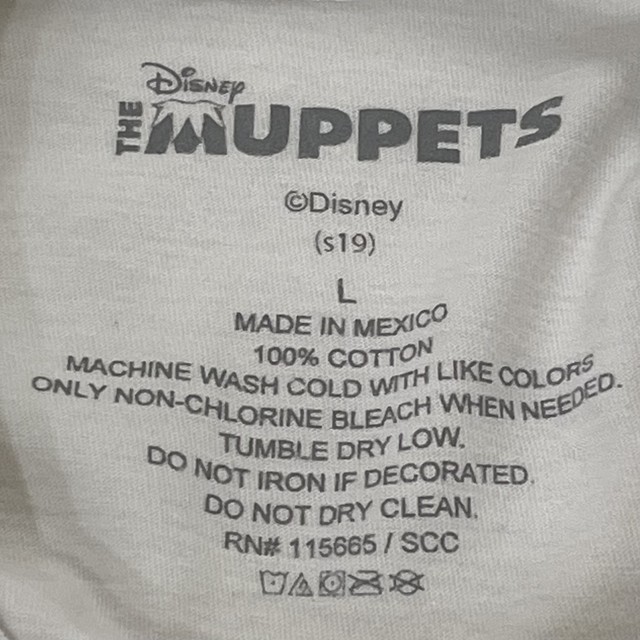 Disney
THE MUPPETS
©Disney
(s19)
L
MADE IN MEXICO
100% COTTON
MACHINE WASH COLD WITH LIKE COLORS
ONLY NON-CHLORINE BLEACH WHEN NEEDED.
TUMBLE DRY LOW.
DO NOT IRON IF DECORATED.
DO NOT DRY CLEAN.
RN# 115665 / SCC